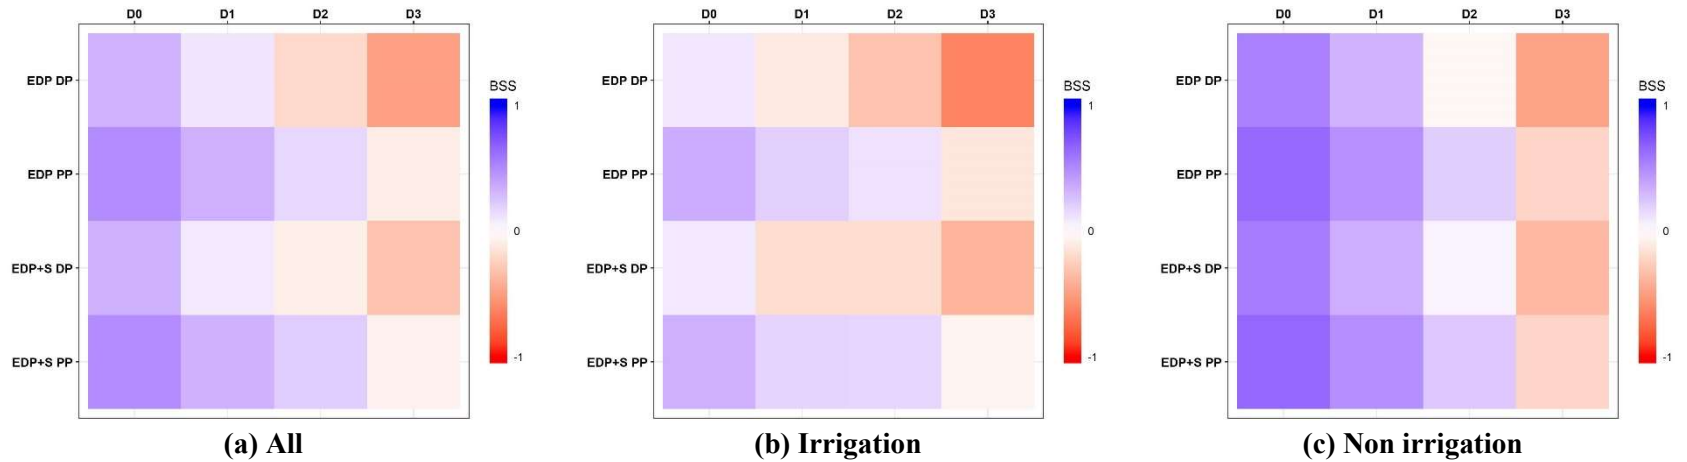 D0 D1 D2 D3
EDP DP
EDP PP
EDP+S DP
EDP+S PP
BSS
1
0
-1
(a) All
D0 D1 D2 D3
EDP DP
EDP PP
EDP+S DP
EDP+S PP
BSS
1
0
-1
(b) Irrigation
D0 D1 D2 D3
EDP DP
EDP PP
EDP+S DP
EDP+S PP
BSS
1
0
-1
(c) Non irrigation